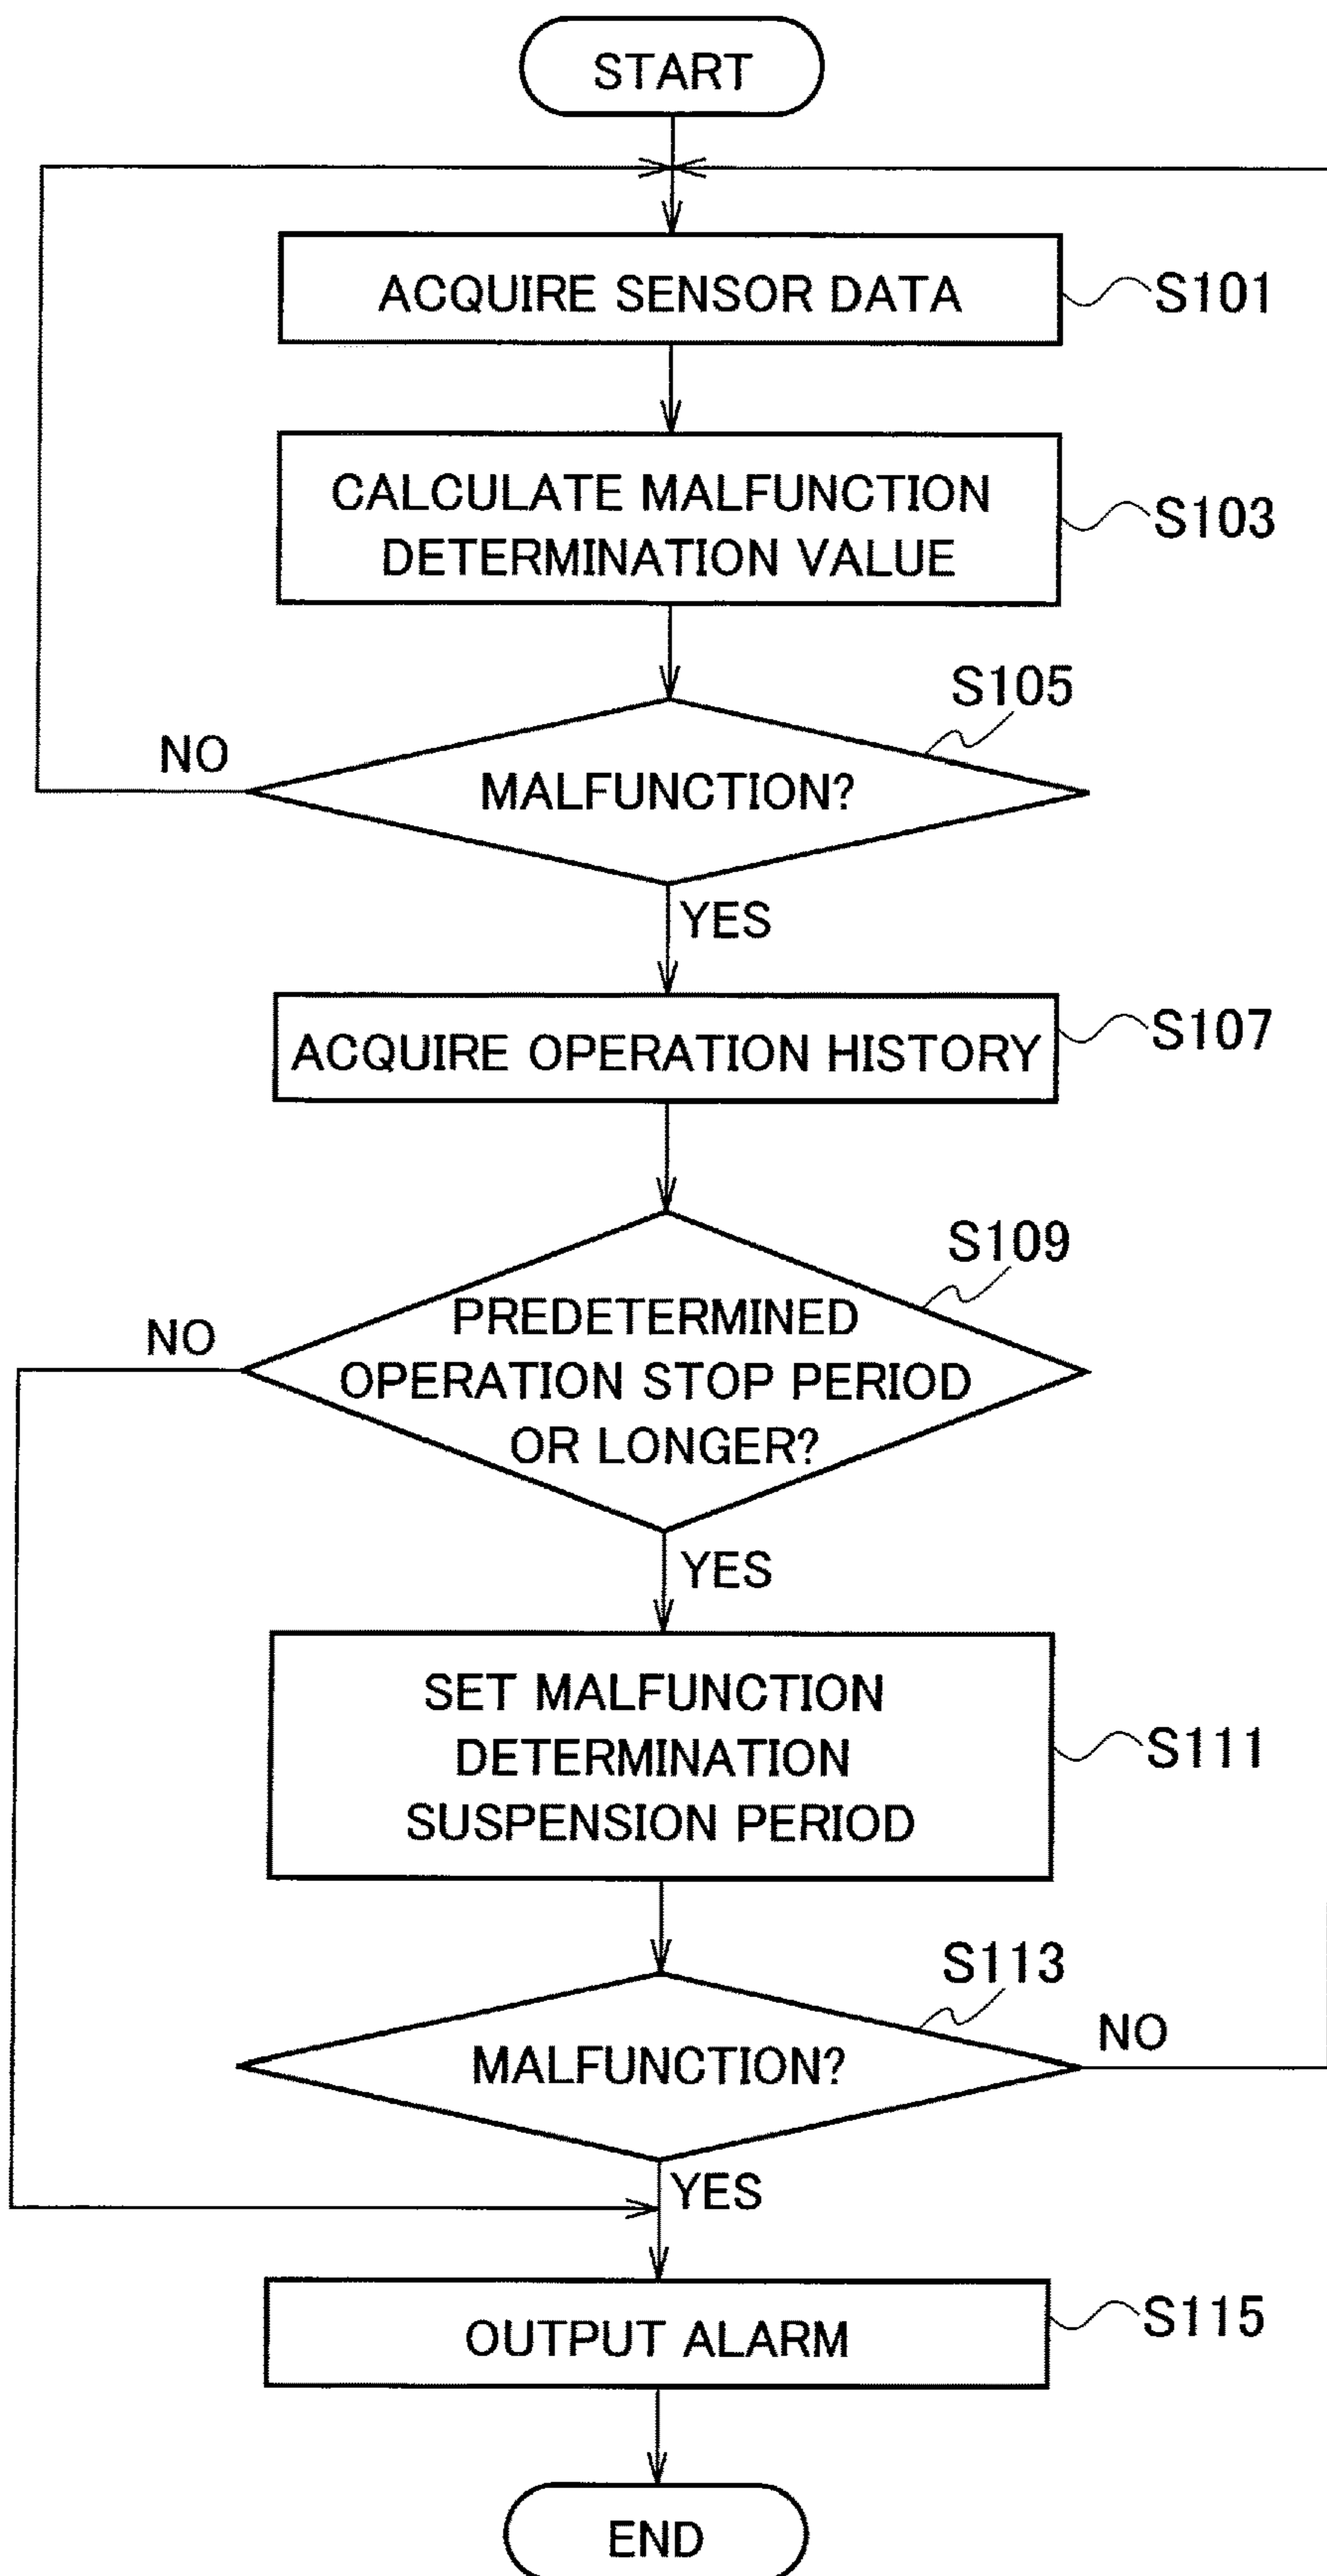 START
ACQUIRE SENSOR DATA
S101
CALCULATE MALFUNCTION
DETERMINATION VALUE
S103
S105
NO
MALFUNCTION?
YES
ACQUIRE OPERATION HISTORY
S107
S109
NO
PREDETERMINED
OPERATION STOP PERIOD
OR LONGER?
YES
SET MALFUNCTION
DETERMINATION
SUSPENSION PERIOD
S111
S113
MALFUNCTION?
NO
YES
OUTPUT ALARM
S115
END